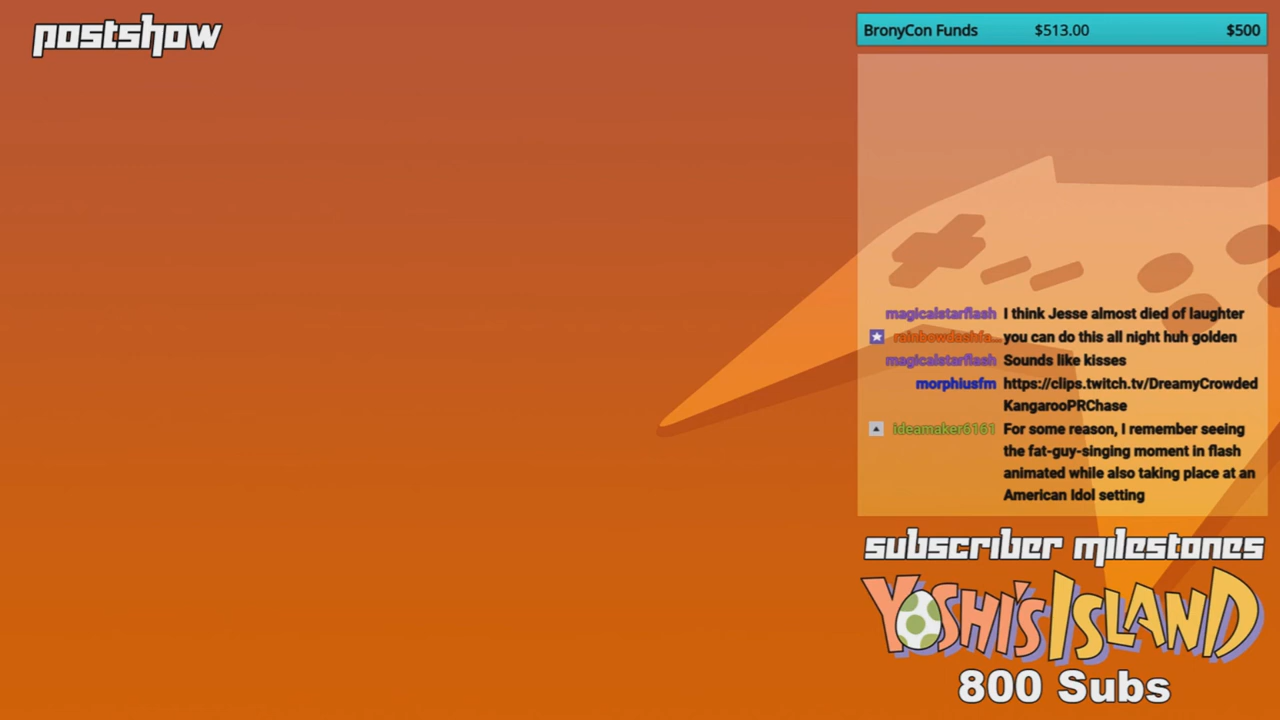 postshow
BronyCon Funds $513.00 $500
magicalstarflash I think Jesse almost died of laughter
rainbowdashfa... you can do this all night huh golden
magicalstarflash Sounds like kisses
morphiusfm https://clips.twitch.tv/DreamyCrowded
KangarooPRChase
ideamaker6161 For some reason, I remember seeing
the fat-guy-singing moment in flash
animated while also taking place at an
American Idol setting
subscriber milestones
YOSHI'S ISLAND
800 Subs